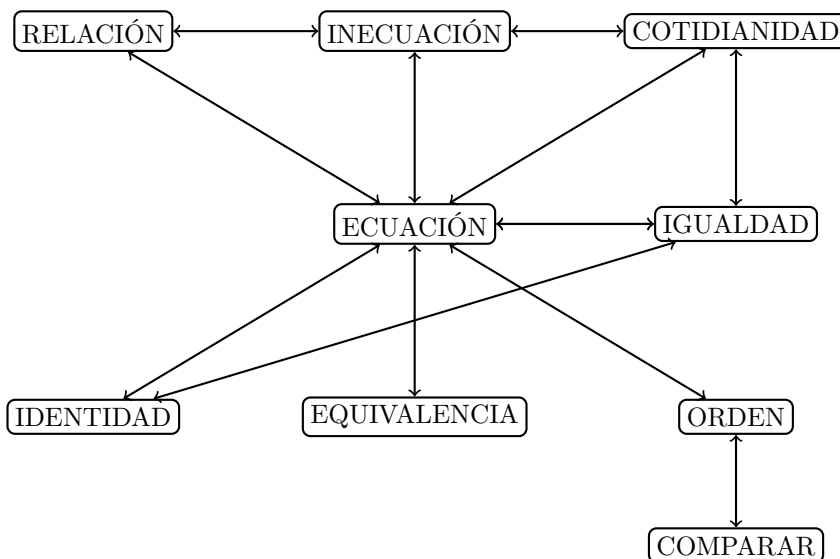 RELACIÓN
INECUACIÓN
COTIDIANIDAD
ECUACIÓN
IGUALDAD
IDENTIDAD
EQUIVALENCIA
ORDEN
COMPARAR